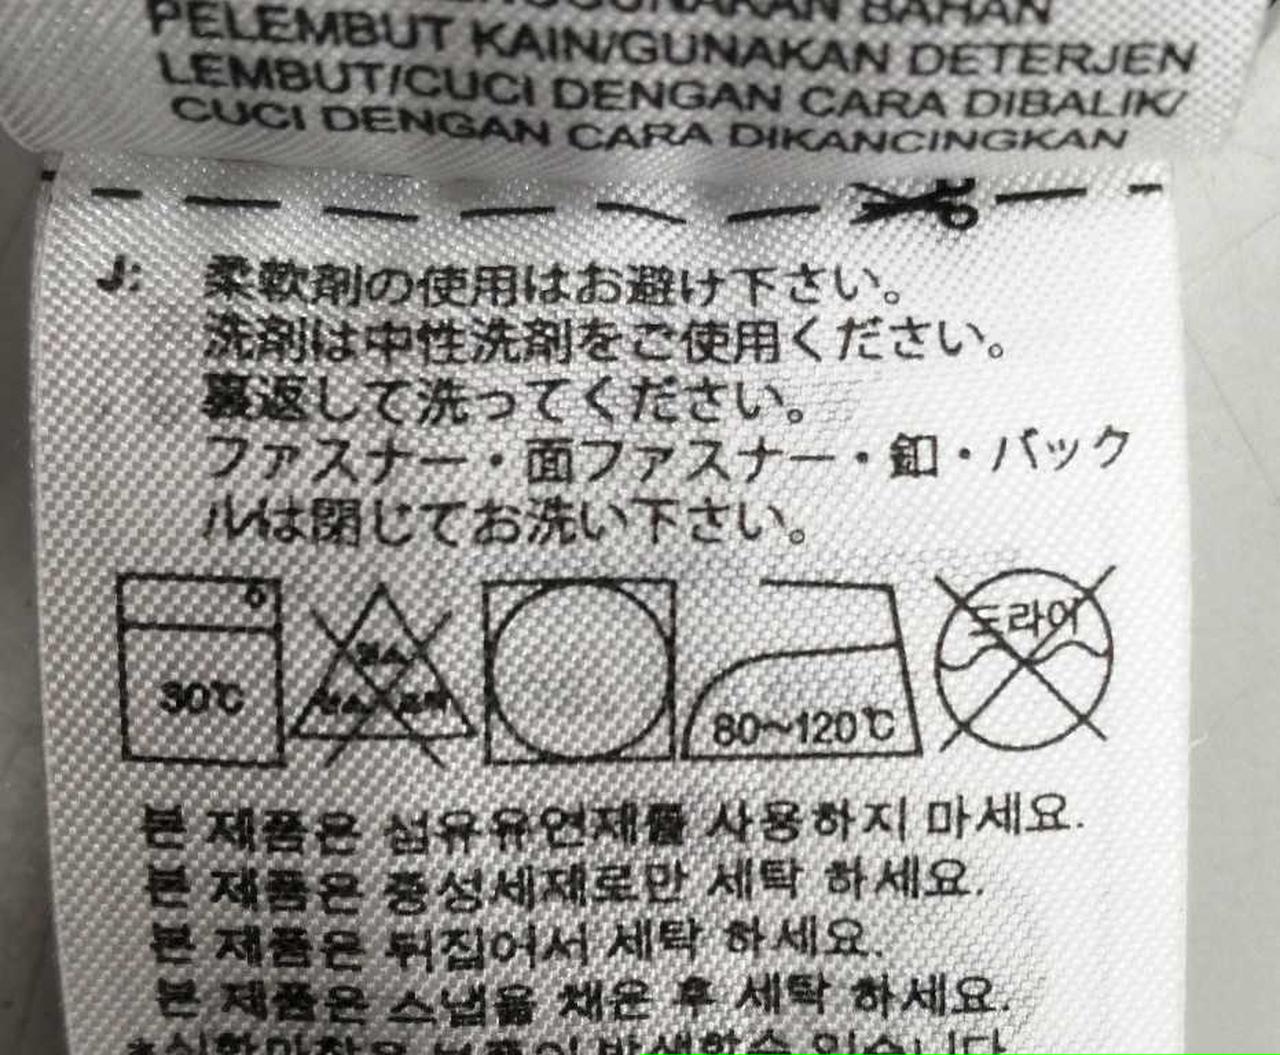 BAHAN
PELEMBUT KAIN/GUNAKAN DETERJEN
LEMBUT/CUCI DENGAN CARA DIBALIK/
CUCI DENGAN CARA DIKANCINGKAN
J: 柔軟剤の使用はお避け下さい。
洗剤は中性洗剤をご使用ください。
裏返して洗ってください。
ファスナー・面ファスナー・釦・バック
ルは閉じてお洗い下さい。
30℃
80~120℃
드라이
본 제품은 섬유유연제를 사용하지 마세요.
본 제품은 중성세제로만 세탁 하세요.
본 제품은 뒤집어서 세탁 하세요.
본 제품은 스냅을 채운 후 세탁 하세요.